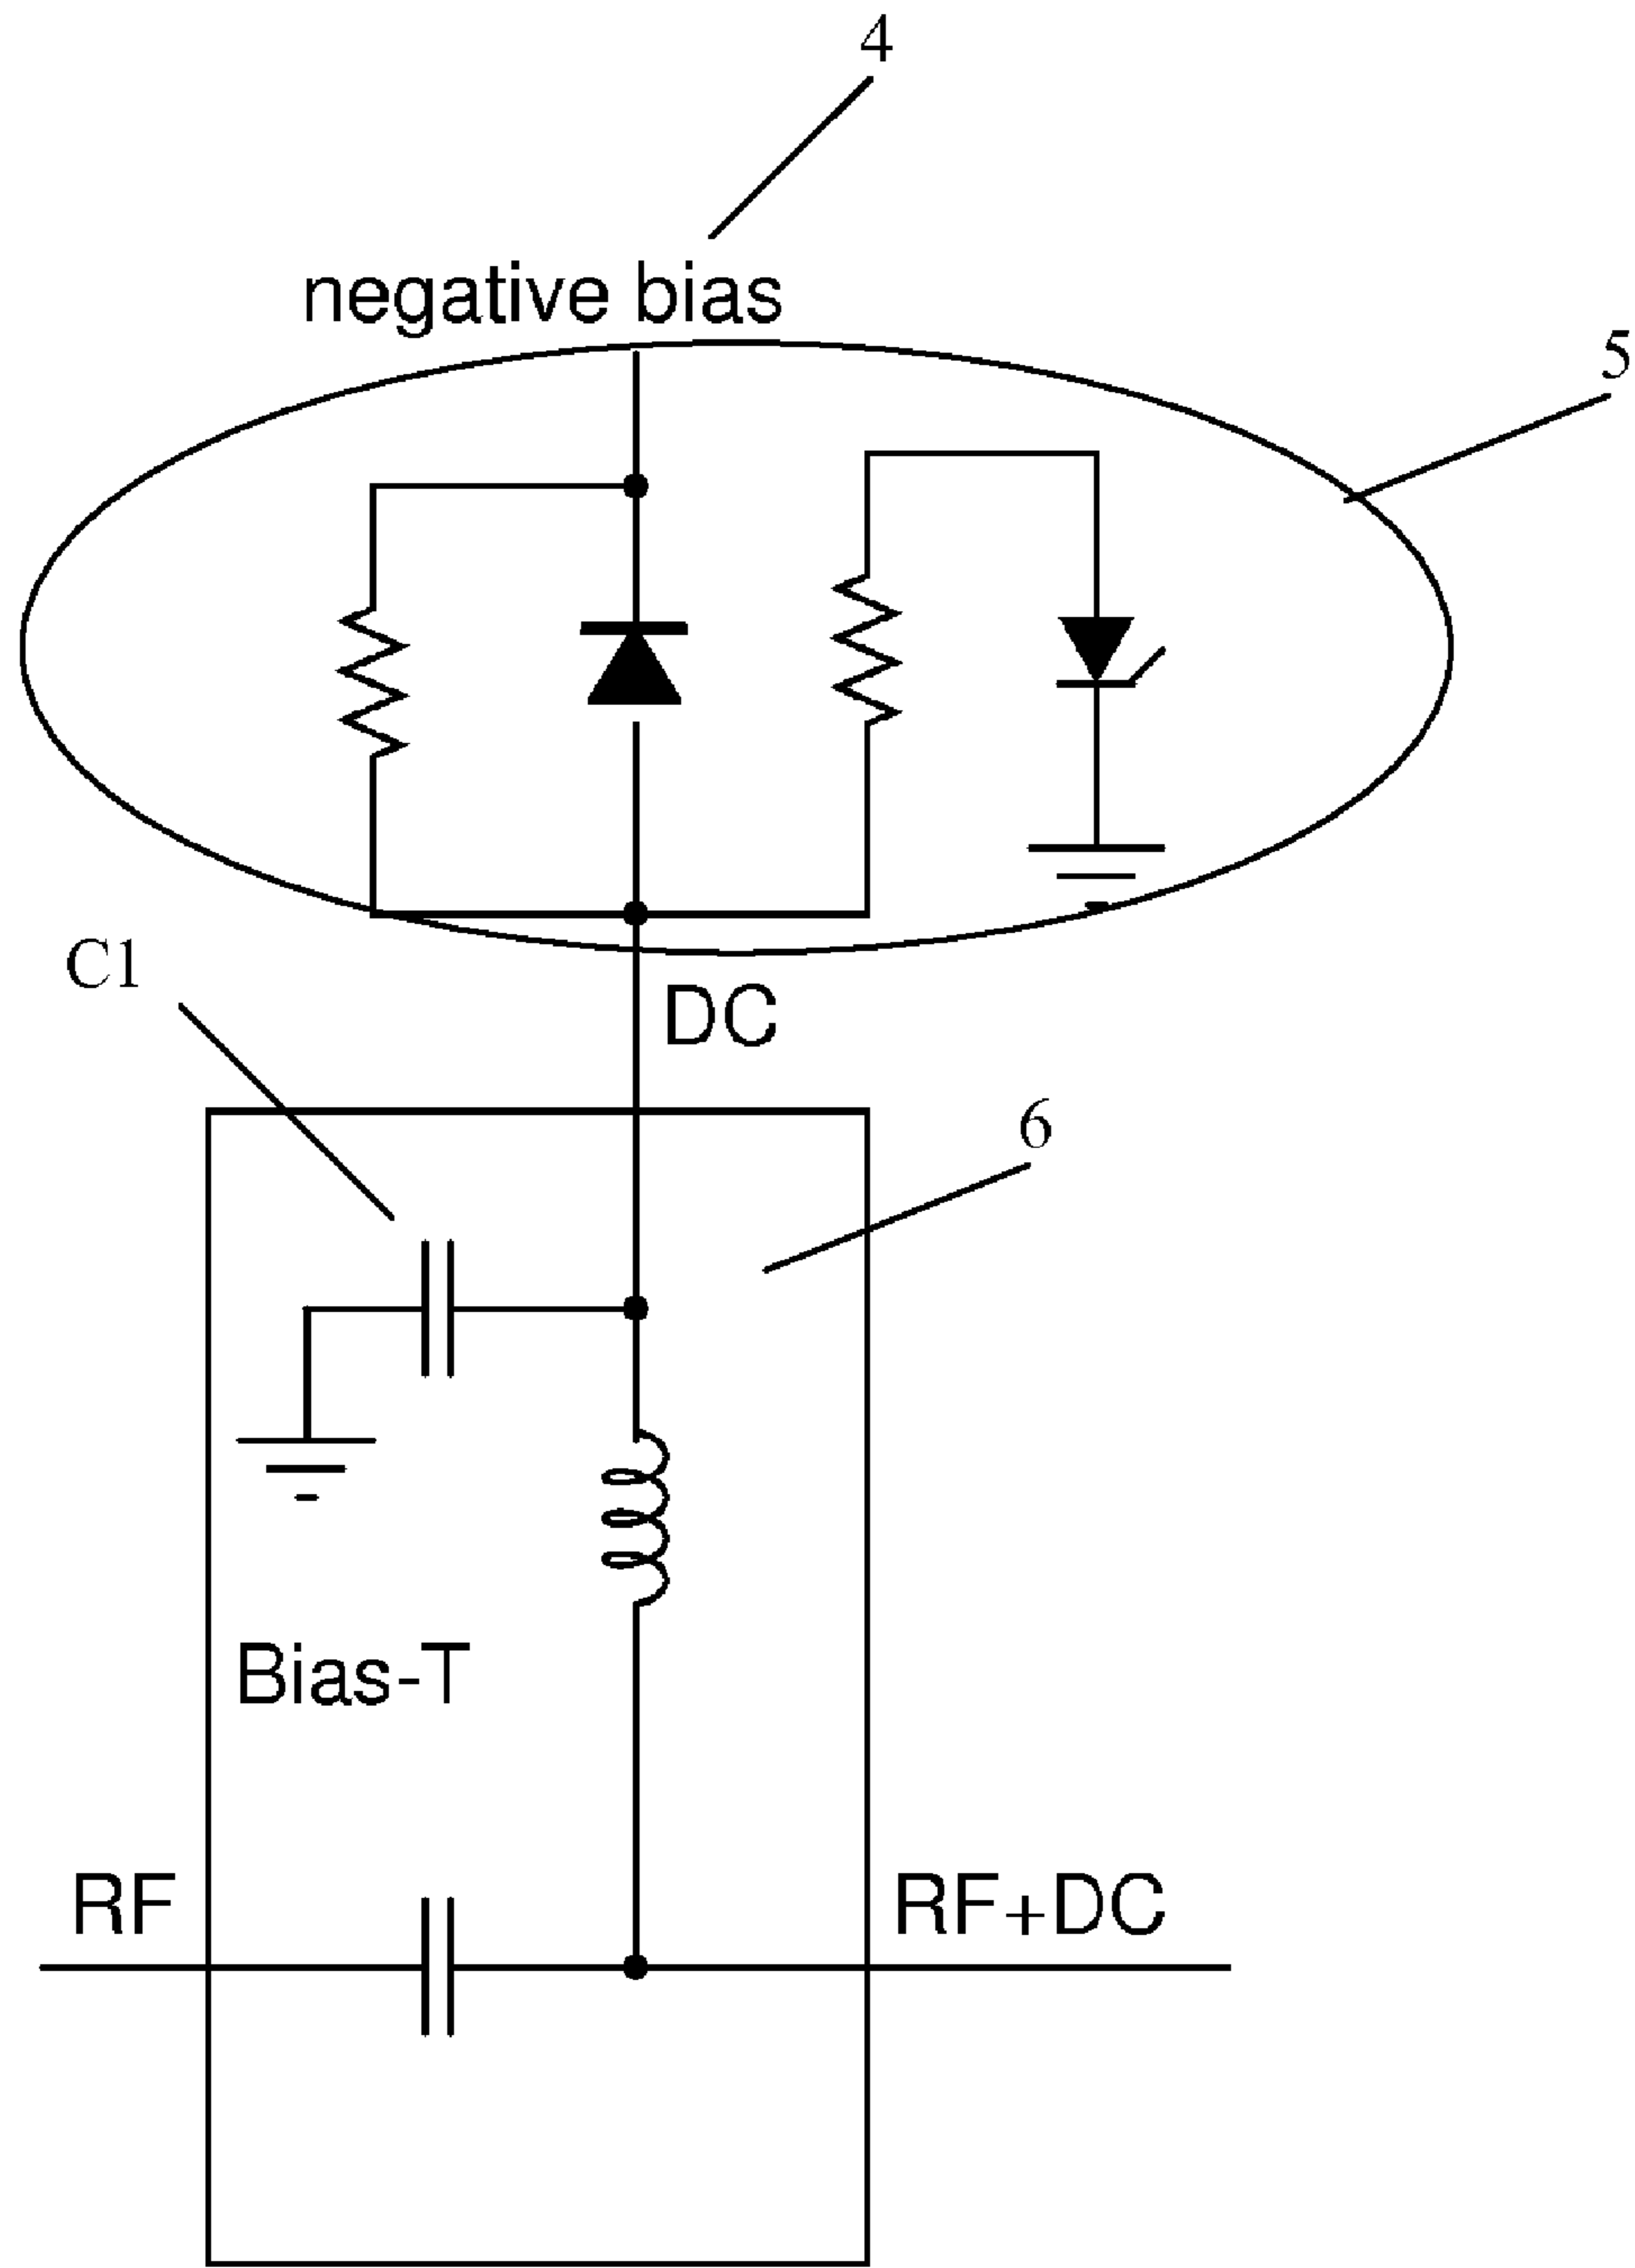 4
negative bias
5
C1
DC
6
Bias-T
RF
RF+DC